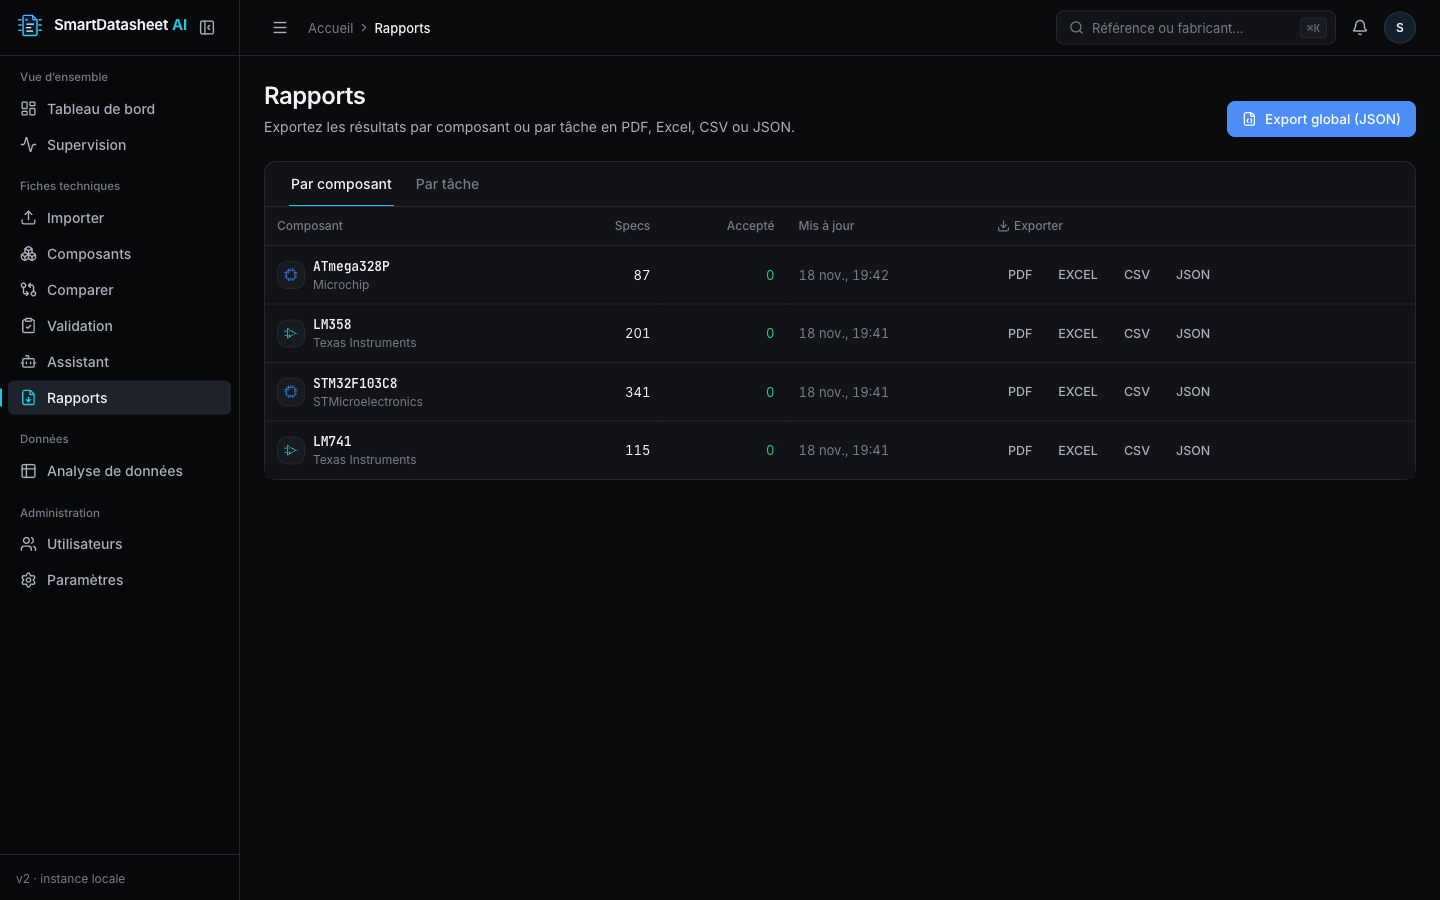 SmartDatasheet AI
Accueil > Rapports
Référence ou fabricant... ⌘K
S
Vue d'ensemble
Tableau de bord
Supervision
Fiches techniques
Importer
Composants
Comparer
Validation
Assistant
Rapports
Données
Analyse de données
Administration
Utilisateurs
Paramètres
v2 · instance locale
Rapports
Exportez les résultats par composant ou par tâche en PDF, Excel, CSV ou JSON.
Export global (JSON)
Par composant Par tâche
Composant Specs Accepté Mis à jour Exporter
ATmega328P
Microchip
87 0 18 nov., 19:42 PDF EXCEL CSV JSON
LM358
Texas Instruments
201 0 18 nov., 19:41 PDF EXCEL CSV JSON
STM32F103C8
STMicroelectronics
341 0 18 nov., 19:41 PDF EXCEL CSV JSON
LM741
Texas Instruments
115 0 18 nov., 19:41 PDF EXCEL CSV JSON